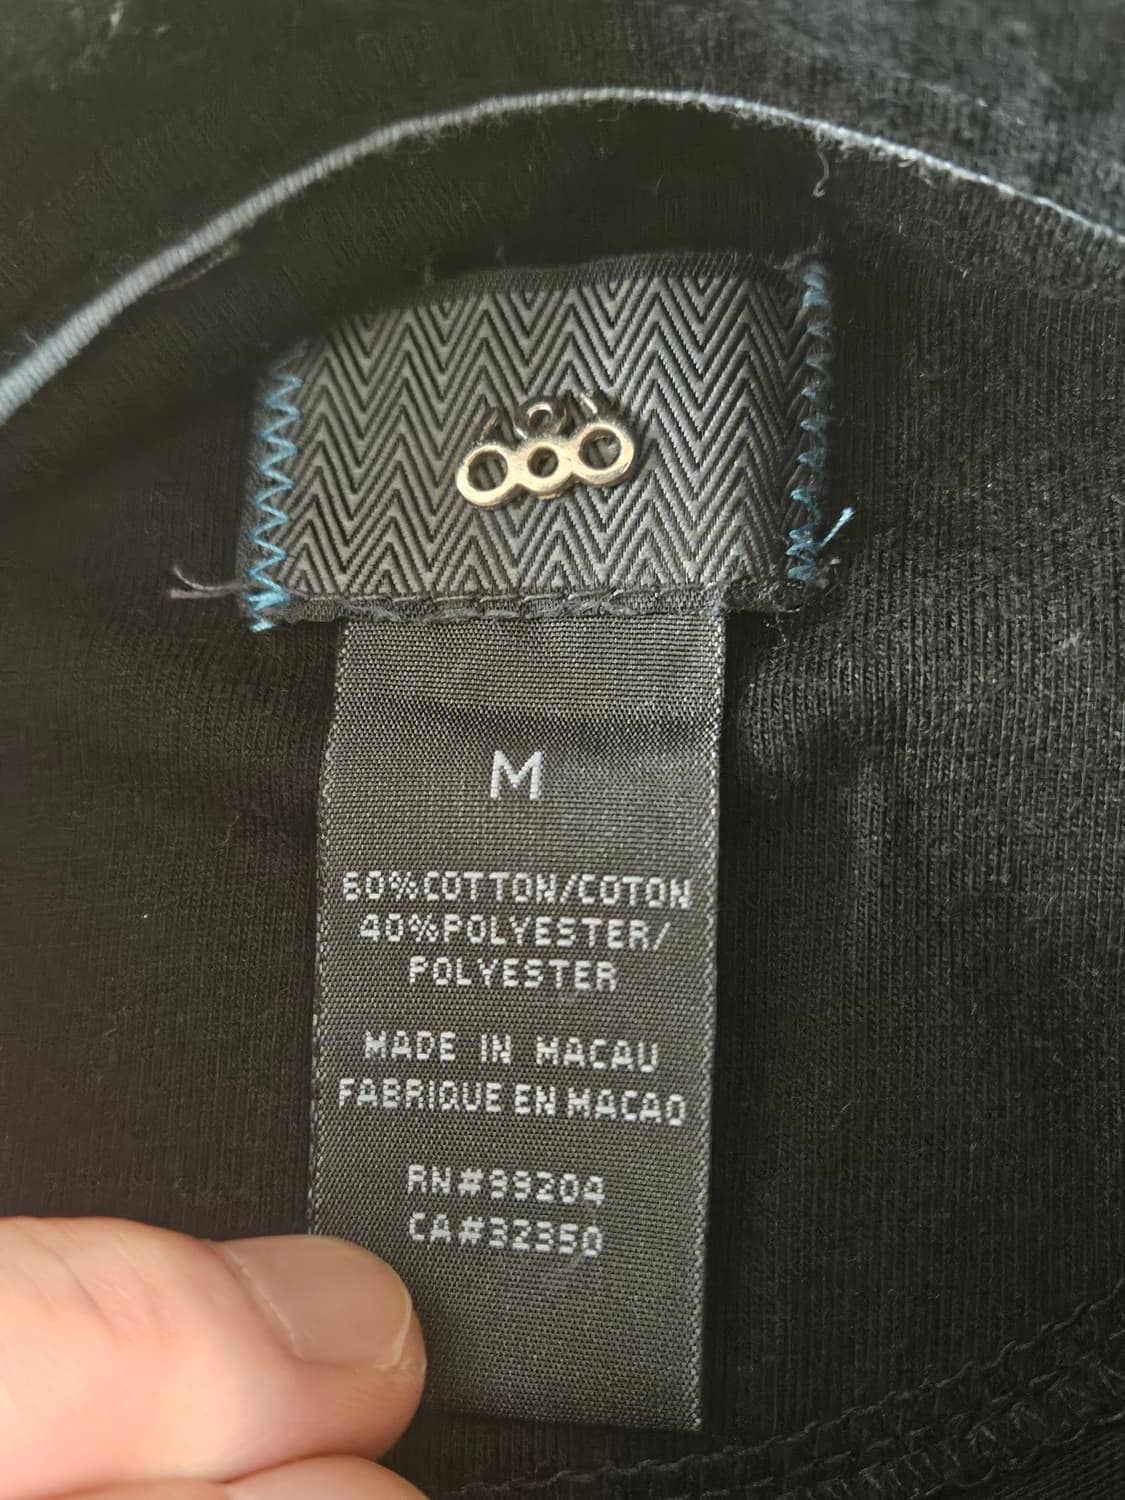 M
60%COTTON/COTON
40%POLYESTER/
POLYESTER
MADE IN MACAU
FABRIQUE EN MACAO
RN#99204
CA#32350